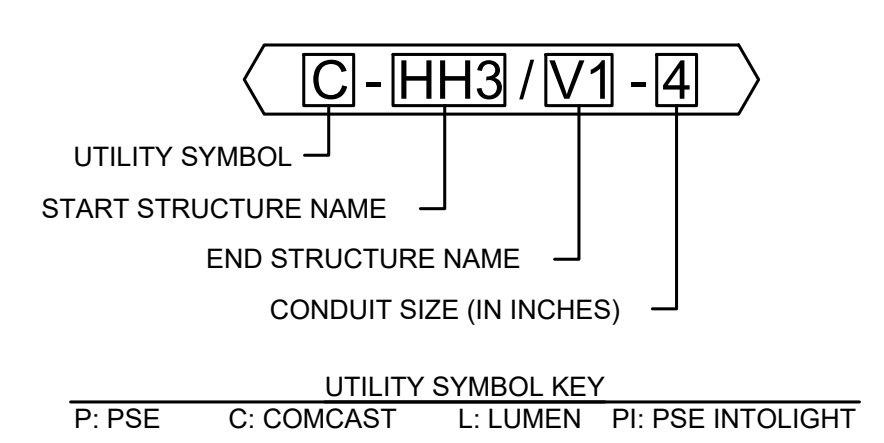 C - HH3 / V1 - 4
UTILITY SYMBOL
START STRUCTURE NAME
END STRUCTURE NAME
CONDUIT SIZE (IN INCHES)
UTILITY SYMBOL KEY
P: PSE C: COMCAST L: LUMEN PI: PSE INTOLIGHT